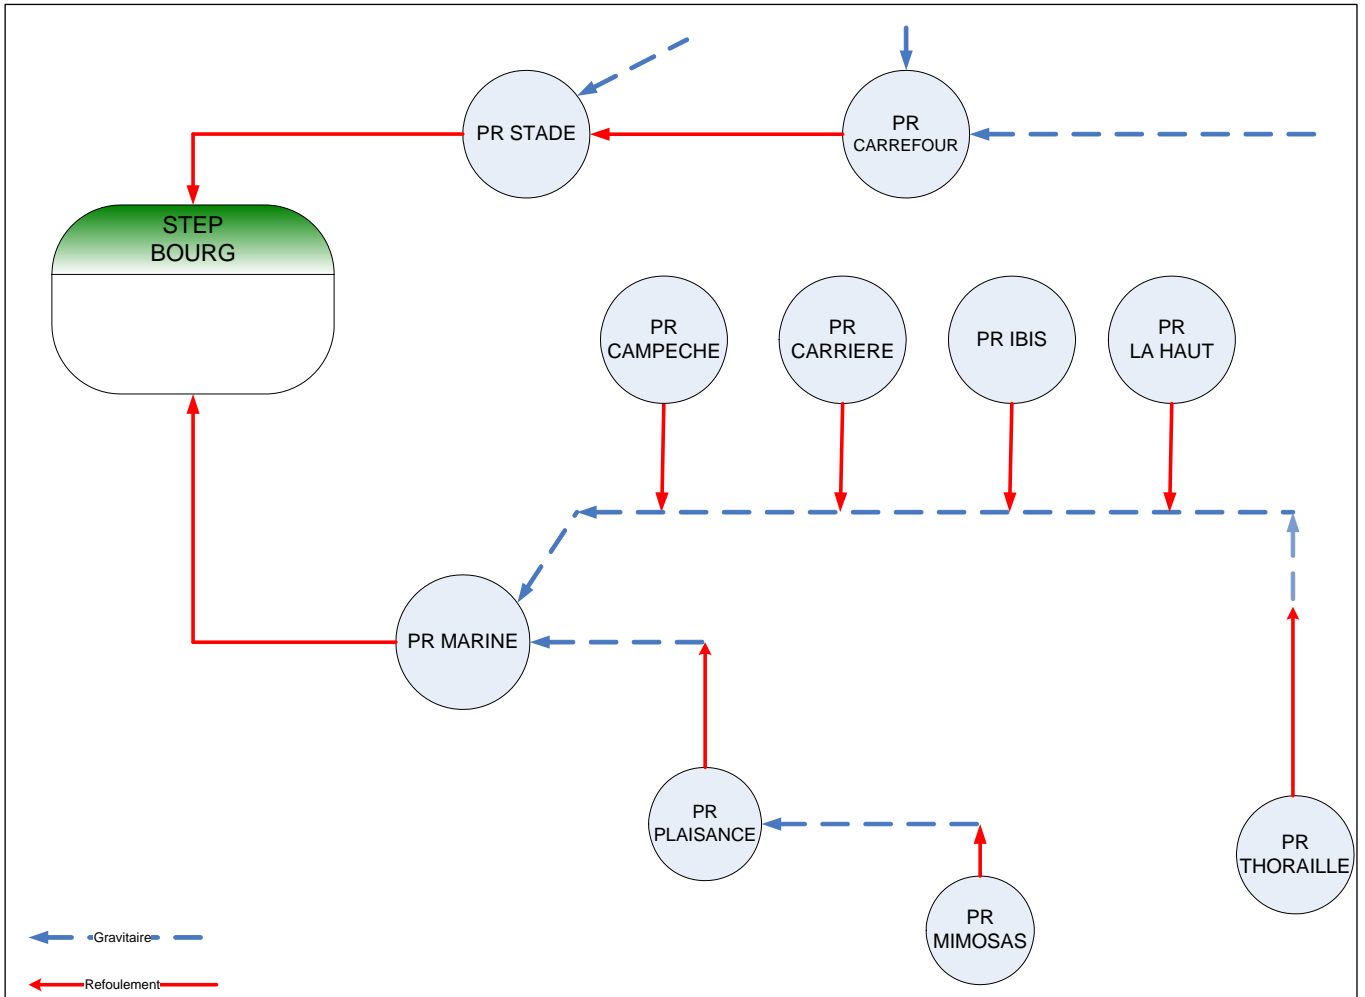 PR STADE
PR
CARREFOUR
STEP
BOURG
PR
CAMPECHE
PR
CARRIERE
PR IBIS
PR
LA HAUT
PR MARINE
PR
PLAISANCE
PR
THORAILLE
PR
MIMOSAS
Gravitaire
Refoulement